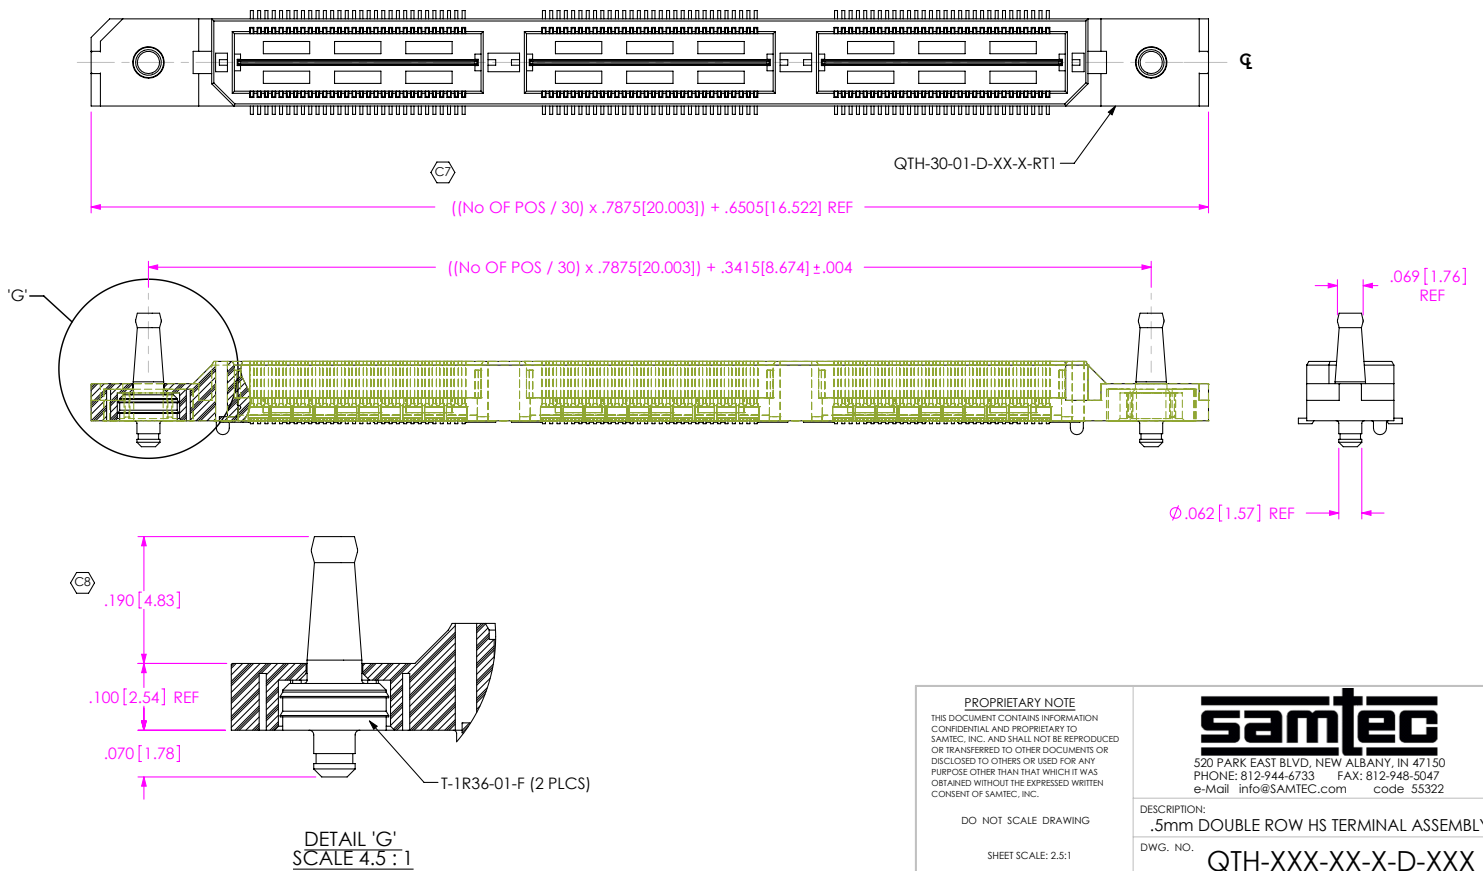 ℄
QTH-30-01-D-XX-X-RT1
C7
((No OF POS / 30) x .7875[20.003]) + .6505[16.522] REF
((No OF POS / 30) x .7875[20.003]) + .3415[8.674] ±.004
'G'
.069 [1.76]
REF
Ø.062 [1.57] REF
C8
.190 [4.83]
.100 [2.54] REF
.070 [1.78]
T-1R36-01-F (2 PLCS)
DETAIL 'G'
SCALE 4.5 : 1
PROPRIETARY NOTE
THIS DOCUMENT CONTAINS INFORMATION
CONFIDENTIAL AND PROPRIETARY TO
SAMTEC, INC. AND SHALL NOT BE REPRODUCED
OR TRANSFERRED TO OTHER DOCUMENTS OR
DISCLOSED TO OTHERS OR USED FOR ANY
PURPOSE OTHER THAN THAT WHICH IT WAS
OBTAINED WITHOUT THE EXPRESSED WRITTEN
CONSENT OF SAMTEC, INC.
DO NOT SCALE DRAWING
SHEET SCALE: 2.5:1
samtec
520 PARK EAST BLVD, NEW ALBANY, IN 47150
PHONE: 812-944-6733 FAX: 812-948-5047
e-Mail info@SAMTEC.com code 55322
DESCRIPTION:
.5mm DOUBLE ROW HS TERMINAL ASSEMBLY
DWG. NO.
QTH-XXX-XX-X-D-XXX